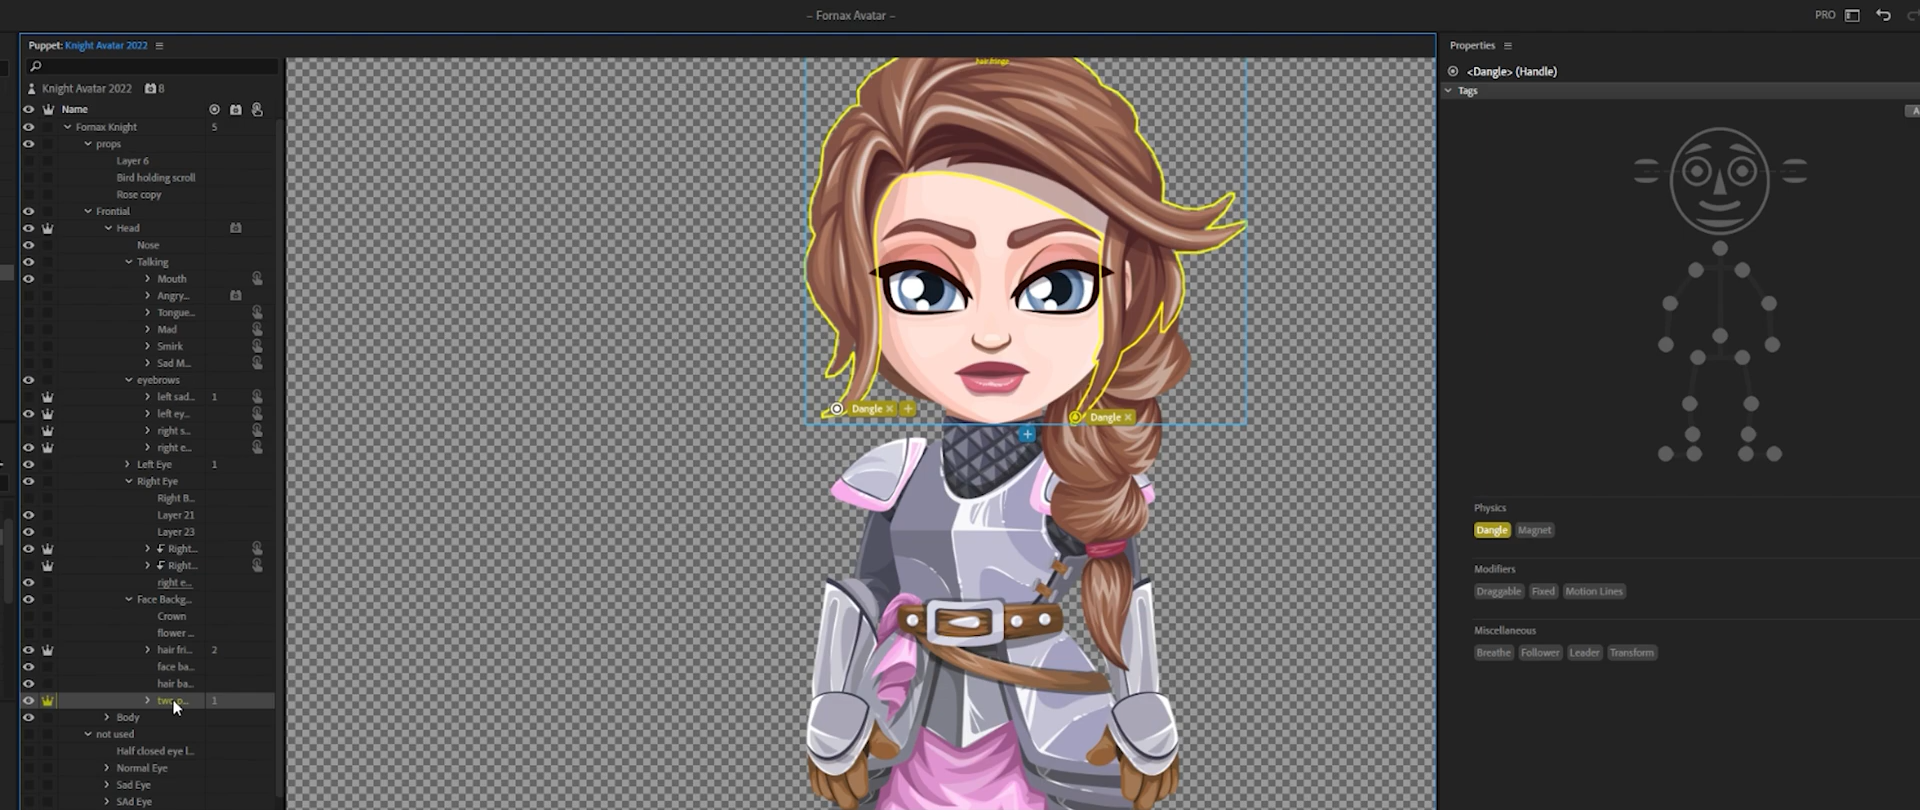 – Fornax Avatar –
PRO
Puppet: Knight Avatar 2022
Knight Avatar 2022 8
Name
Fornax Knight 5
props
Layer 6
Bird holding scroll
Rose copy
Frontial
Head
Nose
Talking
Mouth
Angry...
Tongue...
Mad
Smirk
Sad M...
eyebrows
left sad... 1
left ey...
right s...
right e...
Left Eye 1
Right Eye
Right B...
Layer 21
Layer 23
Right...
Right...
right e...
Face Backg...
Crown
flower ...
hair fri... 2
face ba...
hair ba...
1
Body
not used
Half closed eye l...
Normal Eye
Sad Eye
SAd Eye
hair fringe
Dangle × +
Dangle ×
+
Properties
<Dangle> (Handle)
Tags
A
Physics
Dangle Magnet
Modifiers
Draggable Fixed Motion Lines
Miscellaneous
Breathe Follower Leader Transform